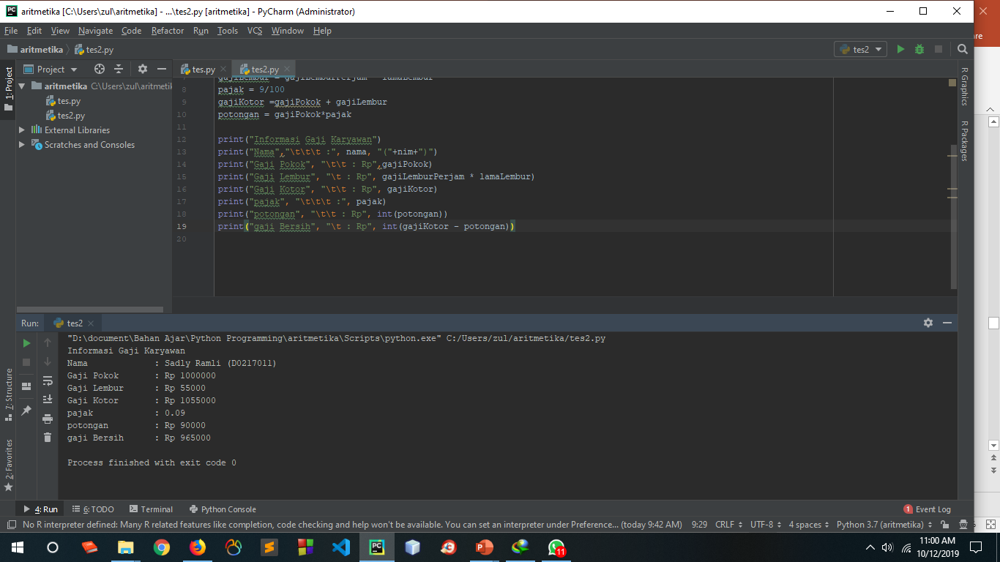 aritmetika [C:\Users\zul\aritmetika] - ...\tes2.py [aritmetika] - PyCharm (Administrator)
File Edit View Navigate Code Refactor Run Tools VCS Window Help
aritmetika tes2.py
tes2
1: Project
Project
aritmetika C:\Users\zul\aritmetik
tes.py
tes2.py
External Libraries
Scratches and Consoles
tes.py tes2.py
8 pajak = 9/100
9 gajiKotor =gajiPokok + gajiLembur
10 potongan = gajiPokok*pajak
11
12 print("Informasi Gaji Karyawan")
13 print("Nama","\t\t\t :", nama, "("+nim+")")
14 print("Gaji Pokok", "\t\t : Rp",gajiPokok)
15 print("Gaji Lembur", "\t : Rp", gajiLemburPerjam * lamaLembur)
16 print("Gaji Kotor", "\t\t : Rp", gajiKotor)
17 print("pajak", "\t\t\t :", pajak)
18 print("potongan", "\t\t : Rp", int(potongan))
19 print("gaji Bersih", "\t : Rp", int(gajiKotor - potongan))
20
R Graphics
R Packages
re
Run: tes2
"D:\document\Bahan Ajar\Python Programming\aritmetika\Scripts\python.exe" C:/Users/zul/aritmetika/tes2.py
Informasi Gaji Karyawan
Nama : Sadly Ramli (D0217011)
Gaji Pokok : Rp 1000000
Gaji Lembur : Rp 55000
Gaji Kotor : Rp 1055000
pajak : 0.09
potongan : Rp 90000
gaji Bersih : Rp 965000
Process finished with exit code 0
7: Structure
2: Favorites
4: Run 6: TODO Terminal Python Console 1 Event Log
No R interpreter defined: Many R related features like completion, code checking and help won't be available. You can set an interpreter under Preference... (today 9:42 AM) 9:29 CRLF UTF-8 4 spaces Python 3.7 (aritmetika)
11
11:00 AM
10/12/2019